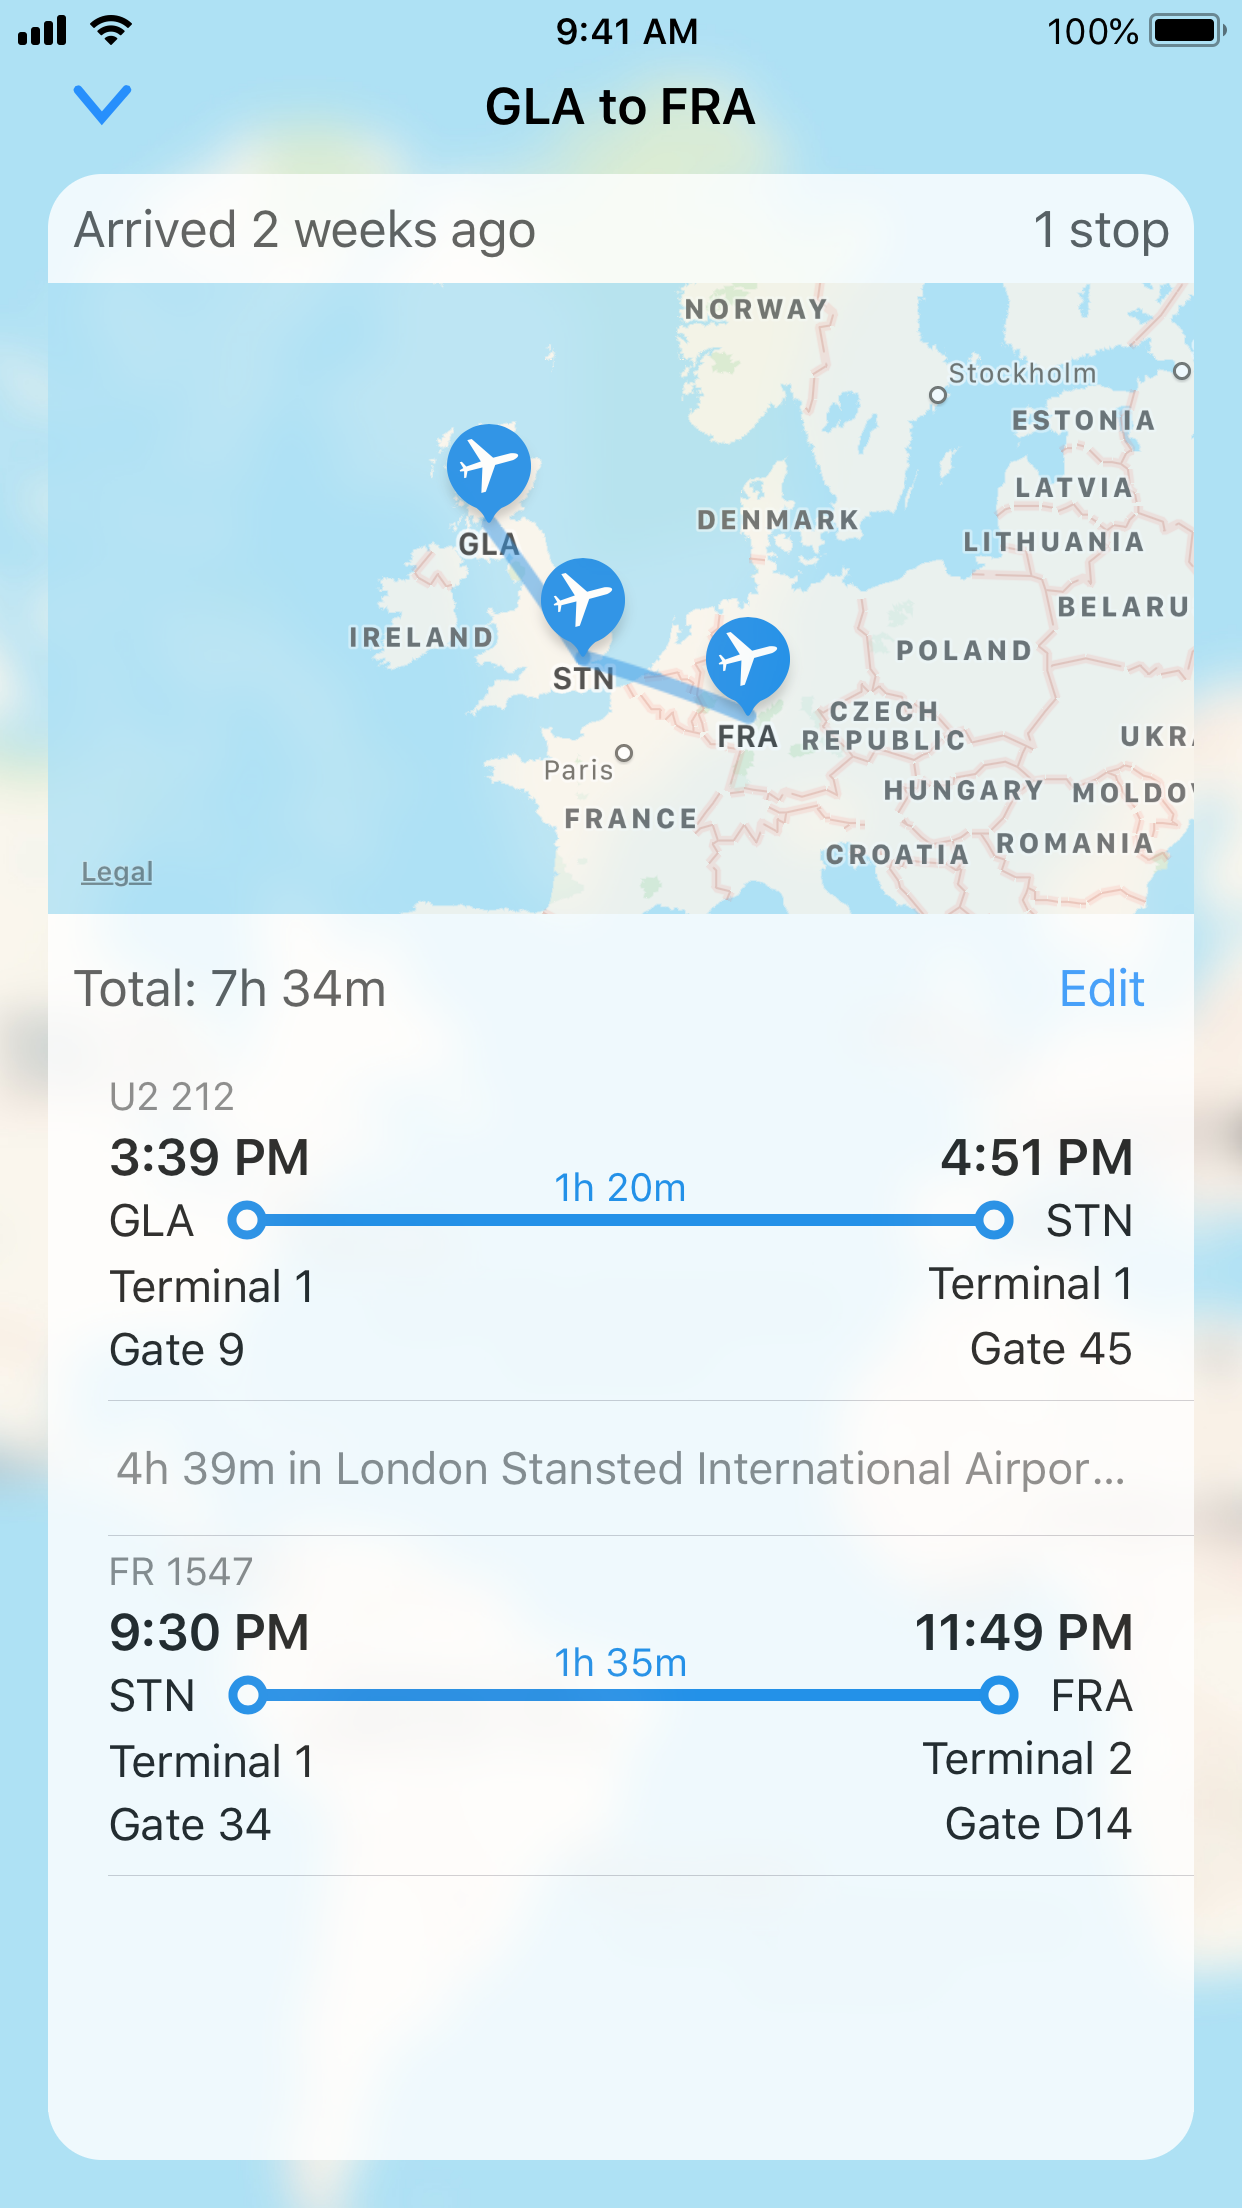 9:41 AM
100%
GLA to FRA
Arrived 2 weeks ago
1 stop
NORWAY
Stockholm
ESTONIA
LATVIA
DENMARK
LITHUANIA
GLA
BELARU
IRELAND
POLAND
STN
CZECH
REPUBLIC
FRA
UKRA
Paris
HUNGARY
MOLDOV
FRANCE
ROMANIA
CROATIA
Legal
Total: 7h 34m
Edit
U2 212
3:39 PM
4:51 PM
1h 20m
GLA
STN
Terminal 1
Terminal 1
Gate 9
Gate 45
4h 39m in London Stansted International Airpor...
FR 1547
9:30 PM
11:49 PM
1h 35m
STN
FRA
Terminal 1
Terminal 2
Gate 34
Gate D14